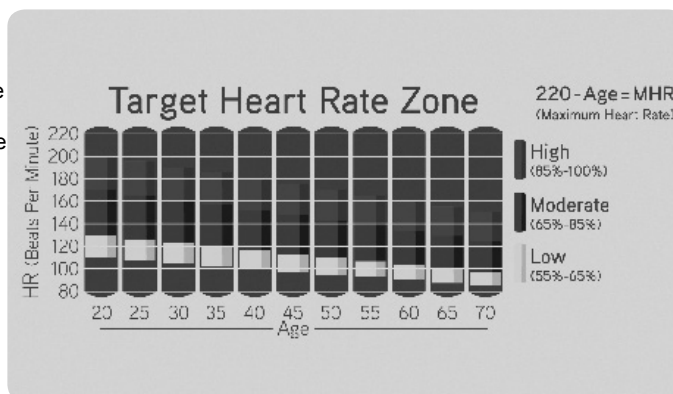 e
e
Target Heart Rate Zone
220-Age=MHR
(Maximum Heart Rate)
HR (Beats Per Minute)
220
200
180
160
140
120
100
80
20 25 30 35 40 45 50 55 60 65 70
Age
High
(85%-100%)
Moderate
(65%-85%)
Low
(55%-65%)